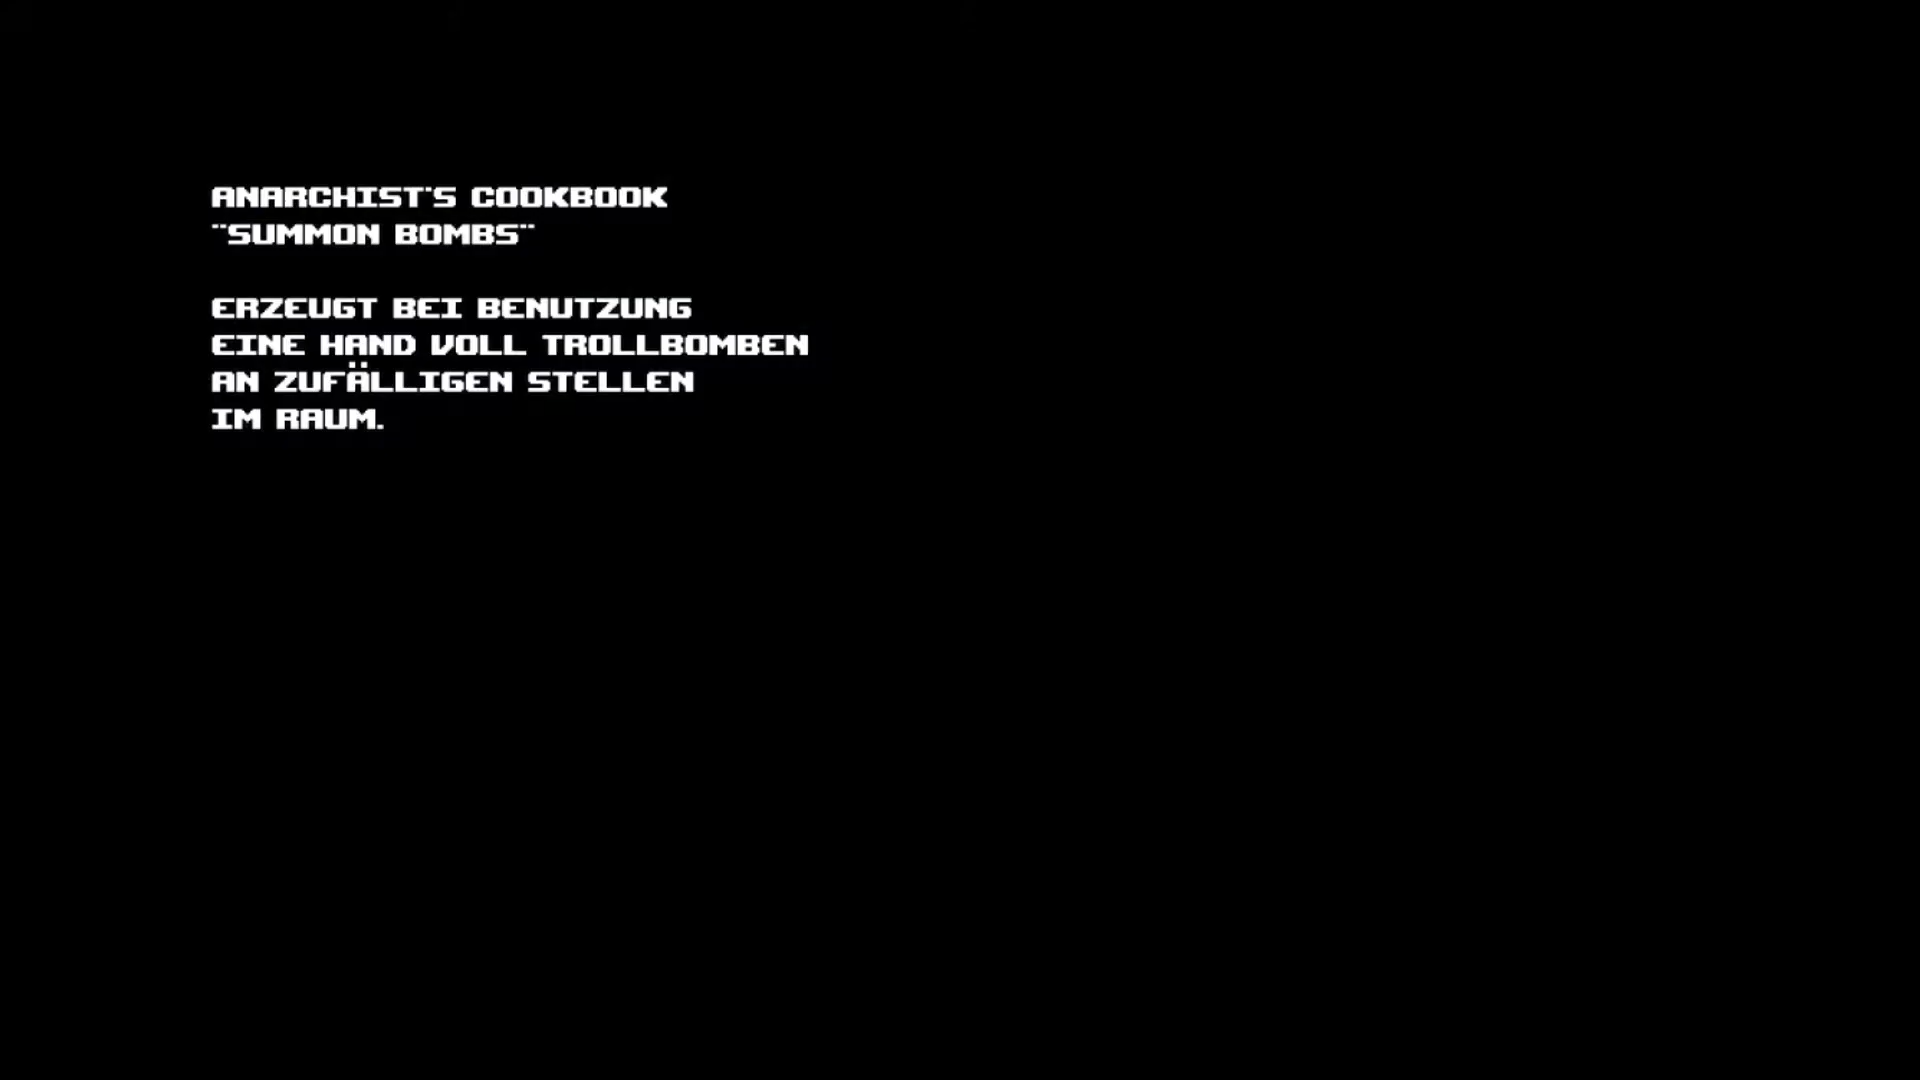 ANARCHIST'S COOKBOOK
"SUMMON BOMBS"
ERZEUGT BEI BENUTZUNG
EINE HAND VOLL TROLLBOMBEN
AN ZUFÄLLIGEN STELLEN
IM RAUM.